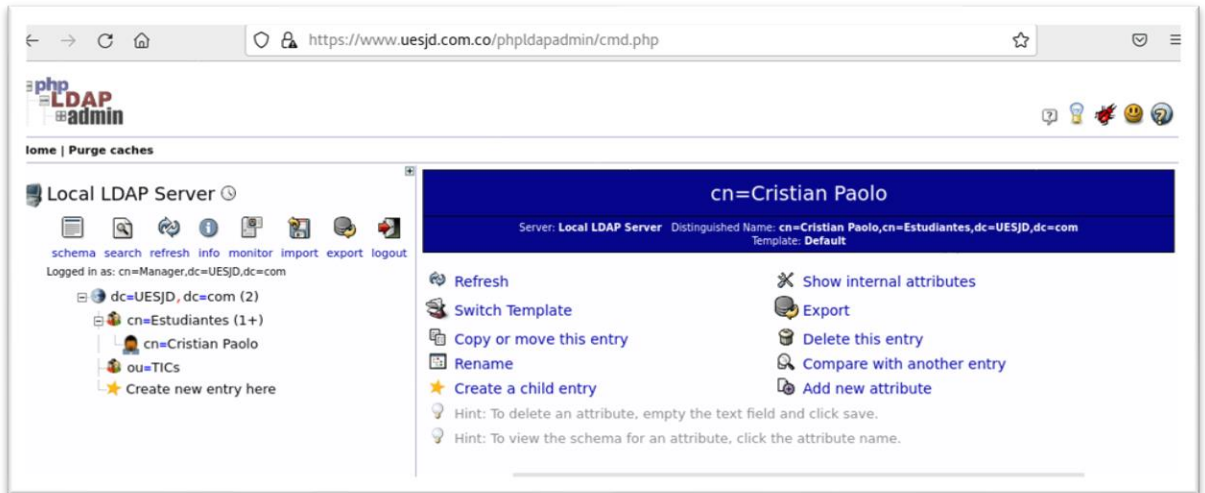 https://www.uesjd.com.co/phpldapadmin/cmd.php
php
LDAP
admin
ome | Purge caches
Local LDAP Server
schema search refresh info monitor import export logout
Logged in as: cn=Manager,dc=UESJD,dc=com
dc=UESJD, dc=com (2)
cn=Estudiantes (1+)
cn=Cristian Paolo
ou=TICs
Create new entry here
cn=Cristian Paolo
Server: Local LDAP Server Distinguished Name: cn=Cristian Paolo,cn=Estudiantes,dc=UESJD,dc=com
Template: Default
Refresh
Show internal attributes
Switch Template
Export
Copy or move this entry
Delete this entry
Rename
Compare with another entry
Create a child entry
Add new attribute
Hint: To delete an attribute, empty the text field and click save.
Hint: To view the schema for an attribute, click the attribute name.